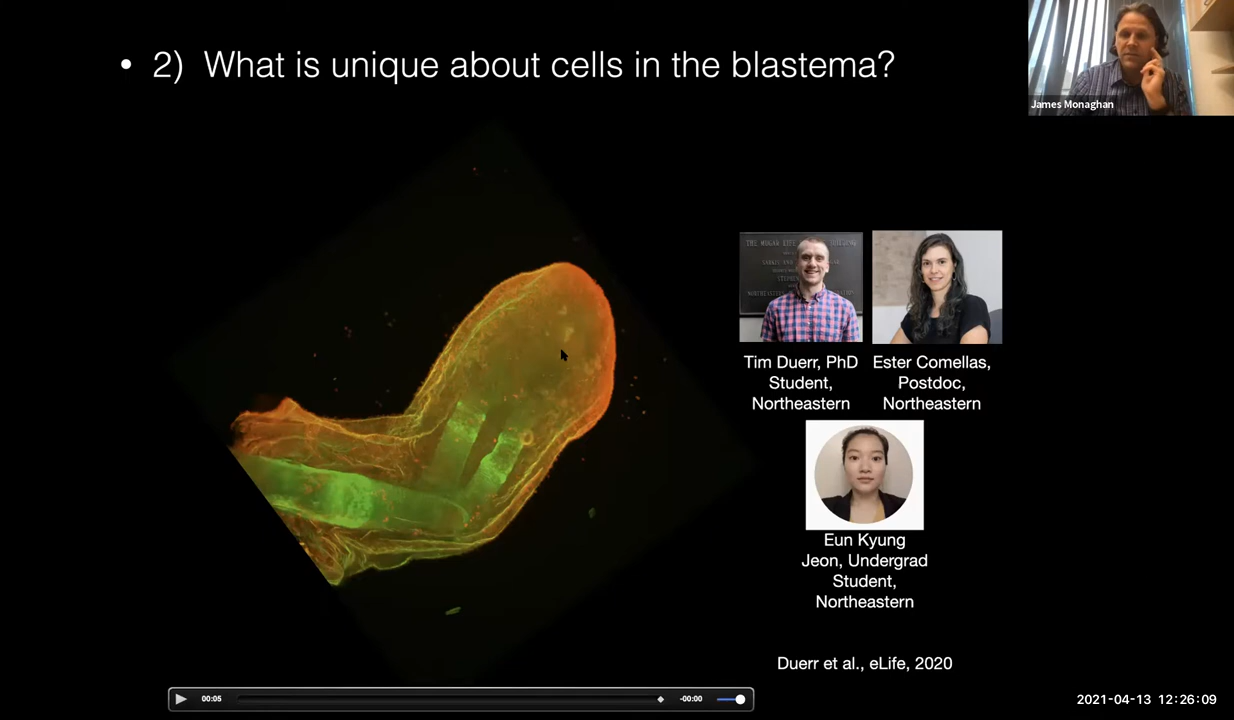 • 2) What is unique about cells in the blastema?
James Monaghan
Tim Duerr, PhD
Student,
Northeastern
Ester Comellas,
Postdoc,
Northeastern
Eun Kyung
Jeon, Undergrad
Student,
Northeastern
Duerr et al., eLife, 2020
00:05
-00:00
2021-04-13 12:26:09